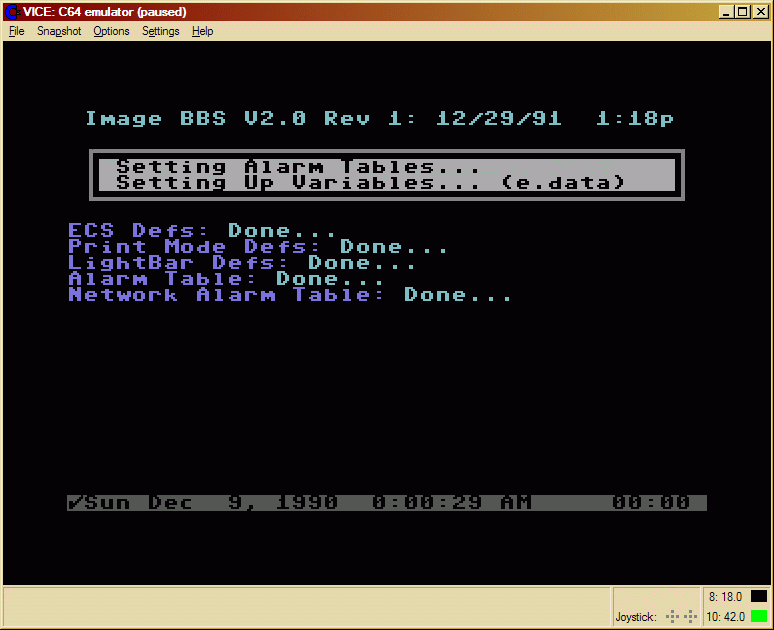 VICE: C64 emulator (paused)
File Snapshot Options Settings Help
Image BBS V2.0 Rev 1: 12/29/91 1:18p
Setting Alarm Tables...
Setting Up Variables... (e.data)
ECS Defs: Done...
Print Mode Defs: Done...
LightBar Defs: Done...
Alarm Table: Done...
Network Alarm Table: Done...
✓Sun Dec 9, 1990 0:00:29 AM 00:00
8: 18.0
Joystick: 10: 42.0